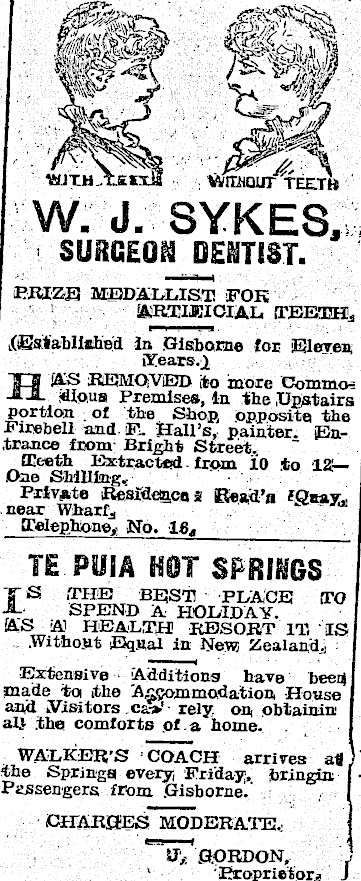 WITH TEETH
WITHOUT TEETH
W. J. SYKES,
SURGEON DENTIST.
PRIZE MEDALLIST FOR
ARTIFICIAL TEETH,
(Established in Gisborne for Eleven
Years.)
HAS REMOVED to more Commo-
dious Premises, in the Upstairs
portion of the Shop opposite the
Firebell and F. Hall's, painter. En-
trance from Bright Street.
Teeth Extracted from 10 to 12—
One Shilling.
Private Residence: Read's Quay,
near Wharf,
Telephone, No. 16,
TE PUIA HOT SPRINGS
IS THE BEST PLACE TO
SPEND A HOLIDAY.
AS A HEALTH RESORT IT IS
Without Equal in New Zealand.
Extensive Additions have been
made to the Accommodation House
and Visitors can rely on obtainin
all the comforts of a home.
WALKER'S COACH arrives at
the Springs every Friday, bringin
Passengers from Gisborne.
CHARGES MODERATE.
GORDON,
Proprietor.